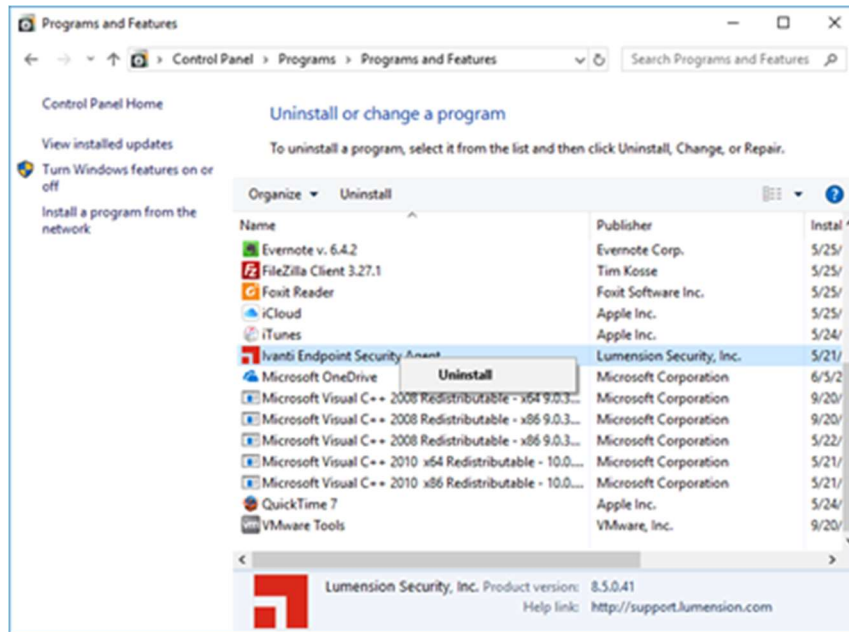 Programs and Features
Control Panel > Programs > Programs and Features
Search Programs and Features
Control Panel Home
View installed updates
Turn Windows features on or
off
Install a program from the
network
Uninstall or change a program
To uninstall a program, select it from the list and then click Uninstall, Change, or Repair.
Organize Uninstall
Name Publisher Instal
Evernote v. 6.4.2 Evernote Corp. 5/25/
FileZilla Client 3.27.1 Tim Kosse 5/25/
Foxit Reader Foxit Software Inc. 5/25/
iCloud Apple Inc. 5/25/
iTunes Apple Inc. 5/24/
Ivanti Endpoint Security Agent Lumension Security, Inc. 5/21/
Uninstall
Microsoft OneDrive Microsoft Corporation 6/5/2
Microsoft Visual C++ 2008 Redistributable - x64 9.0.3... Microsoft Corporation 9/20/
Microsoft Visual C++ 2008 Redistributable - x86 9.0.3... Microsoft Corporation 9/20/
Microsoft Visual C++ 2008 Redistributable - x86 9.0.3... Microsoft Corporation 5/22/
Microsoft Visual C++ 2010 x64 Redistributable - 10.0.... Microsoft Corporation 5/21/
Microsoft Visual C++ 2010 x86 Redistributable - 10.0.... Microsoft Corporation 5/21/
QuickTime 7 Apple Inc. 5/24/
VMware Tools VMware, Inc. 9/20/
Lumension Security, Inc. Product version: 8.5.0.41
Help link: http://support.lumension.com